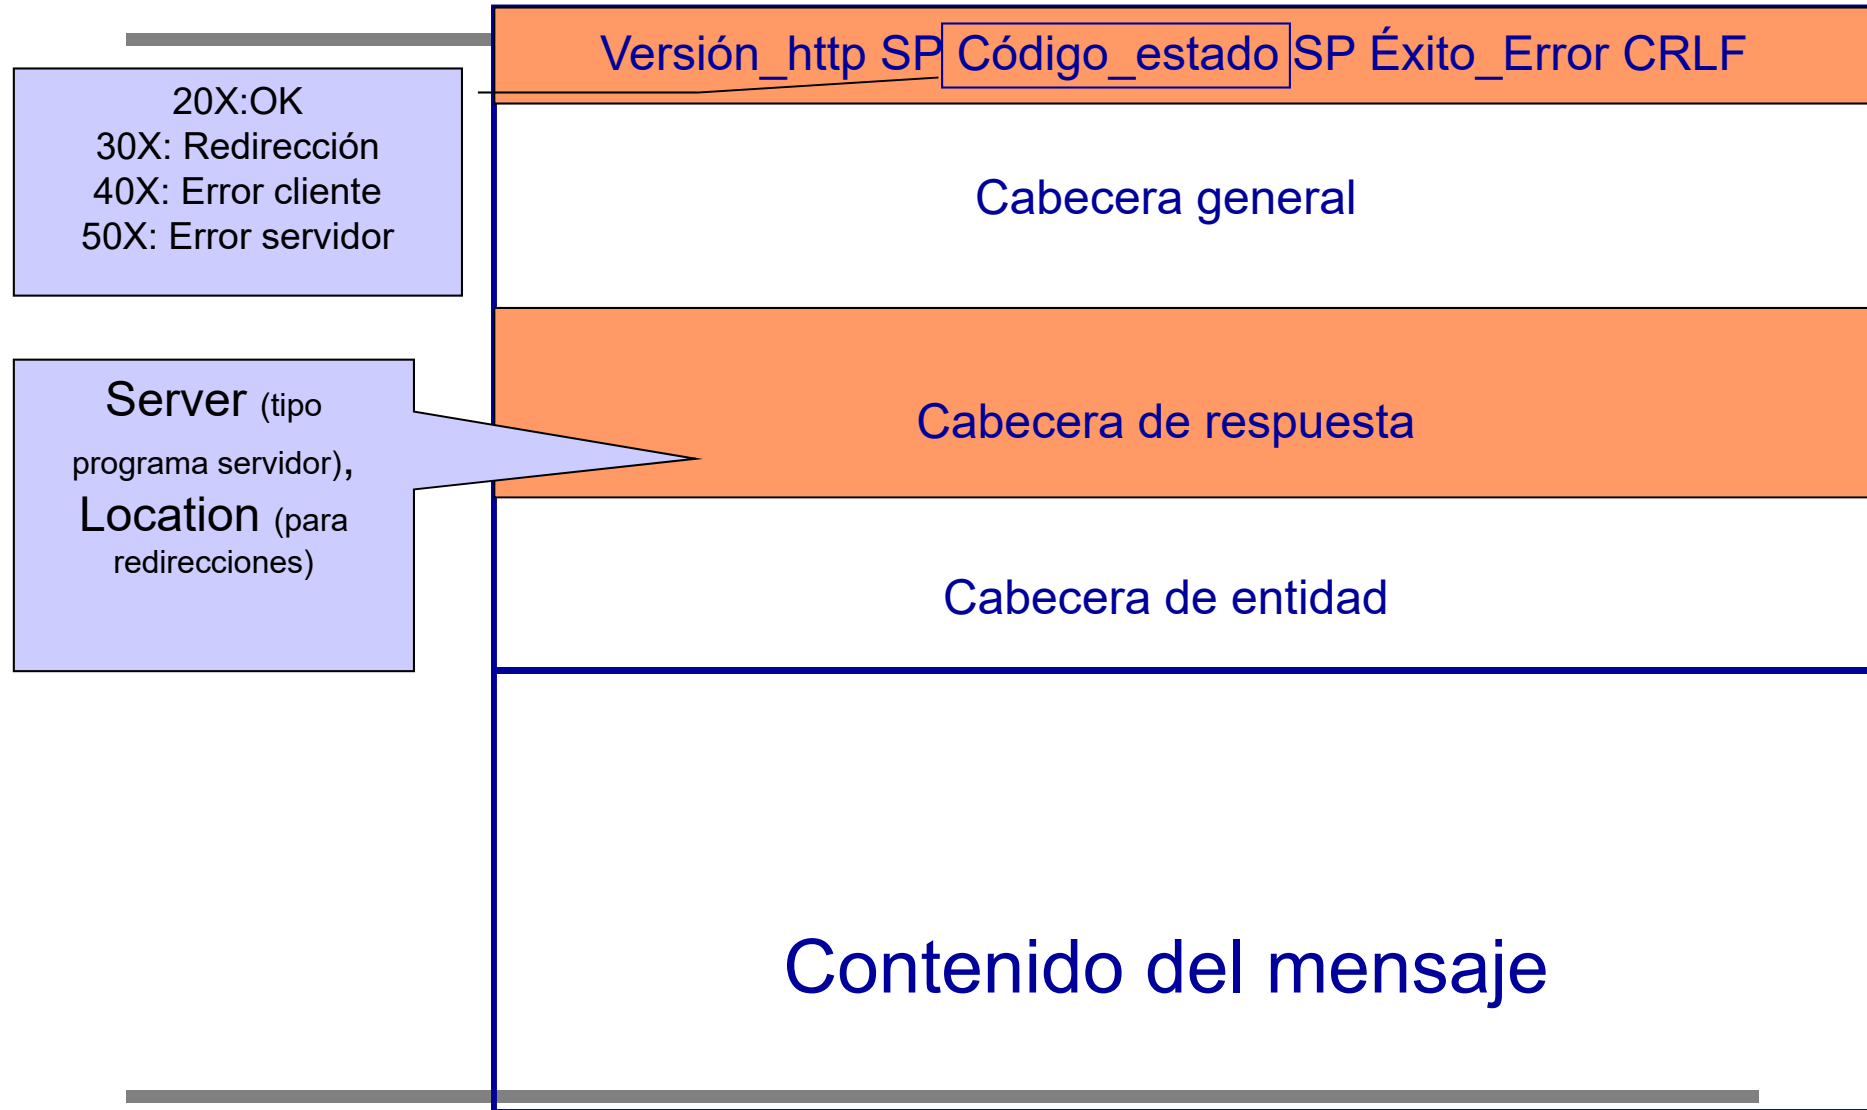 Versión_http SP Código_estado SP Éxito_Error CRLF
20X:OK
30X: Redirección
40X: Error cliente
50X: Error servidor
Cabecera general
Server (tipo
programa servidor),
Location (para
redirecciones)
Cabecera de respuesta
Cabecera de entidad
Contenido del mensaje